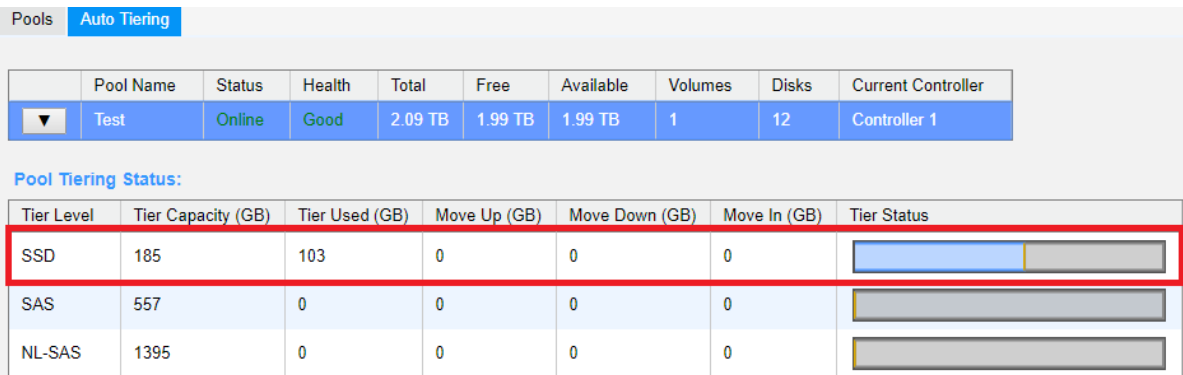 Pools Auto Tiering
Pool Name Status Health Total Free Available Volumes Disks Current Controller
▼ Test Online Good 2.09 TB 1.99 TB 1.99 TB 1 12 Controller 1
Pool Tiering Status:
Tier Level Tier Capacity (GB) Tier Used (GB) Move Up (GB) Move Down (GB) Move In (GB) Tier Status
SSD 185 103 0 0 0
SAS 557 0 0 0 0
NL-SAS 1395 0 0 0 0